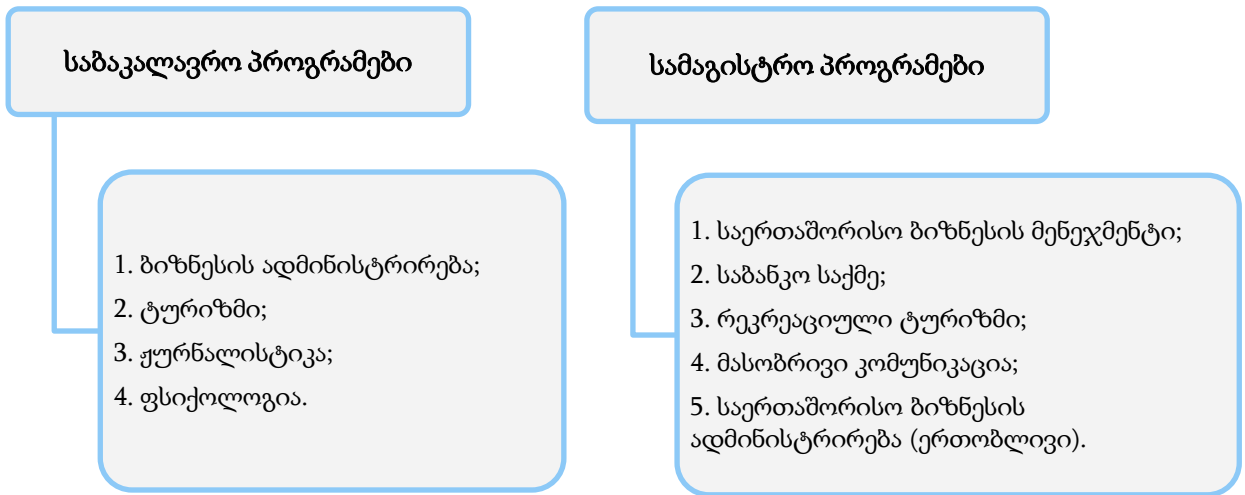 საბაკალავრო პროგრამები
1. ბიზნესის ადმინისტრირება;
2. ტურიზმი;
3. ჟურნალისტიკა;
4. ფსიქოლოგია.
სამაგისტრო პროგრამები
1. საერთაშორისო ბიზნესის მენეჯმენტი;
2. საბანკო საქმე;
3. რეკრეაციული ტურიზმი;
4. მასობრივი კომუნიკაცია;
5. საერთაშორისო ბიზნესის
ადმინისტრირება (ერთობლივი).